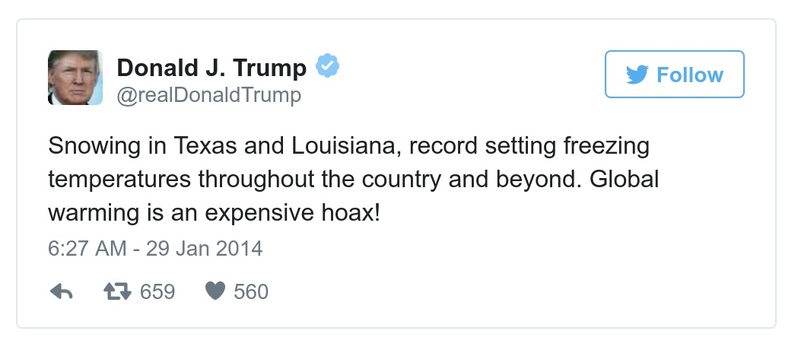 Donald J. Trump
@realDonaldTrump
Follow
Snowing in Texas and Louisiana, record setting freezing
temperatures throughout the country and beyond. Global
warming is an expensive hoax!
6:27 AM - 29 Jan 2014
659 560